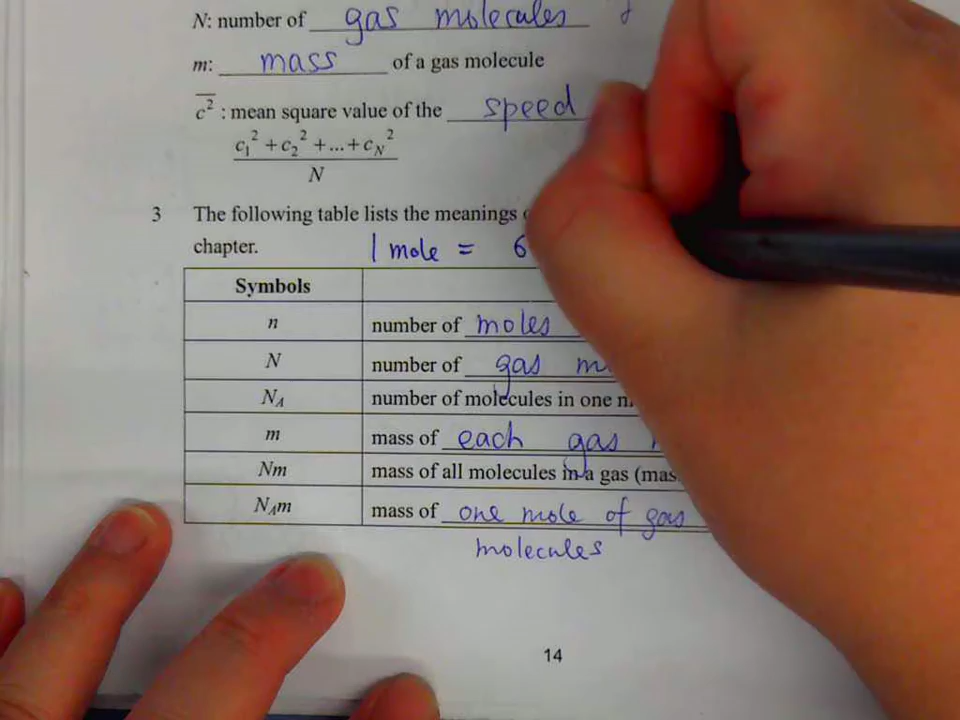 N: number of gas molecules
m: mass of a gas molecule
c² : mean square value of the speed
c₁² + c₂² + ... + c_N²
N
3 The following table lists the meanings
chapter. 1 mole = 6
Symbols
n number of moles
N number of gas
N_A number of molecules in one
m mass of each gas
Nm mass of all molecules in a gas (mas
N_Am mass of one mole of gas
molecules
14